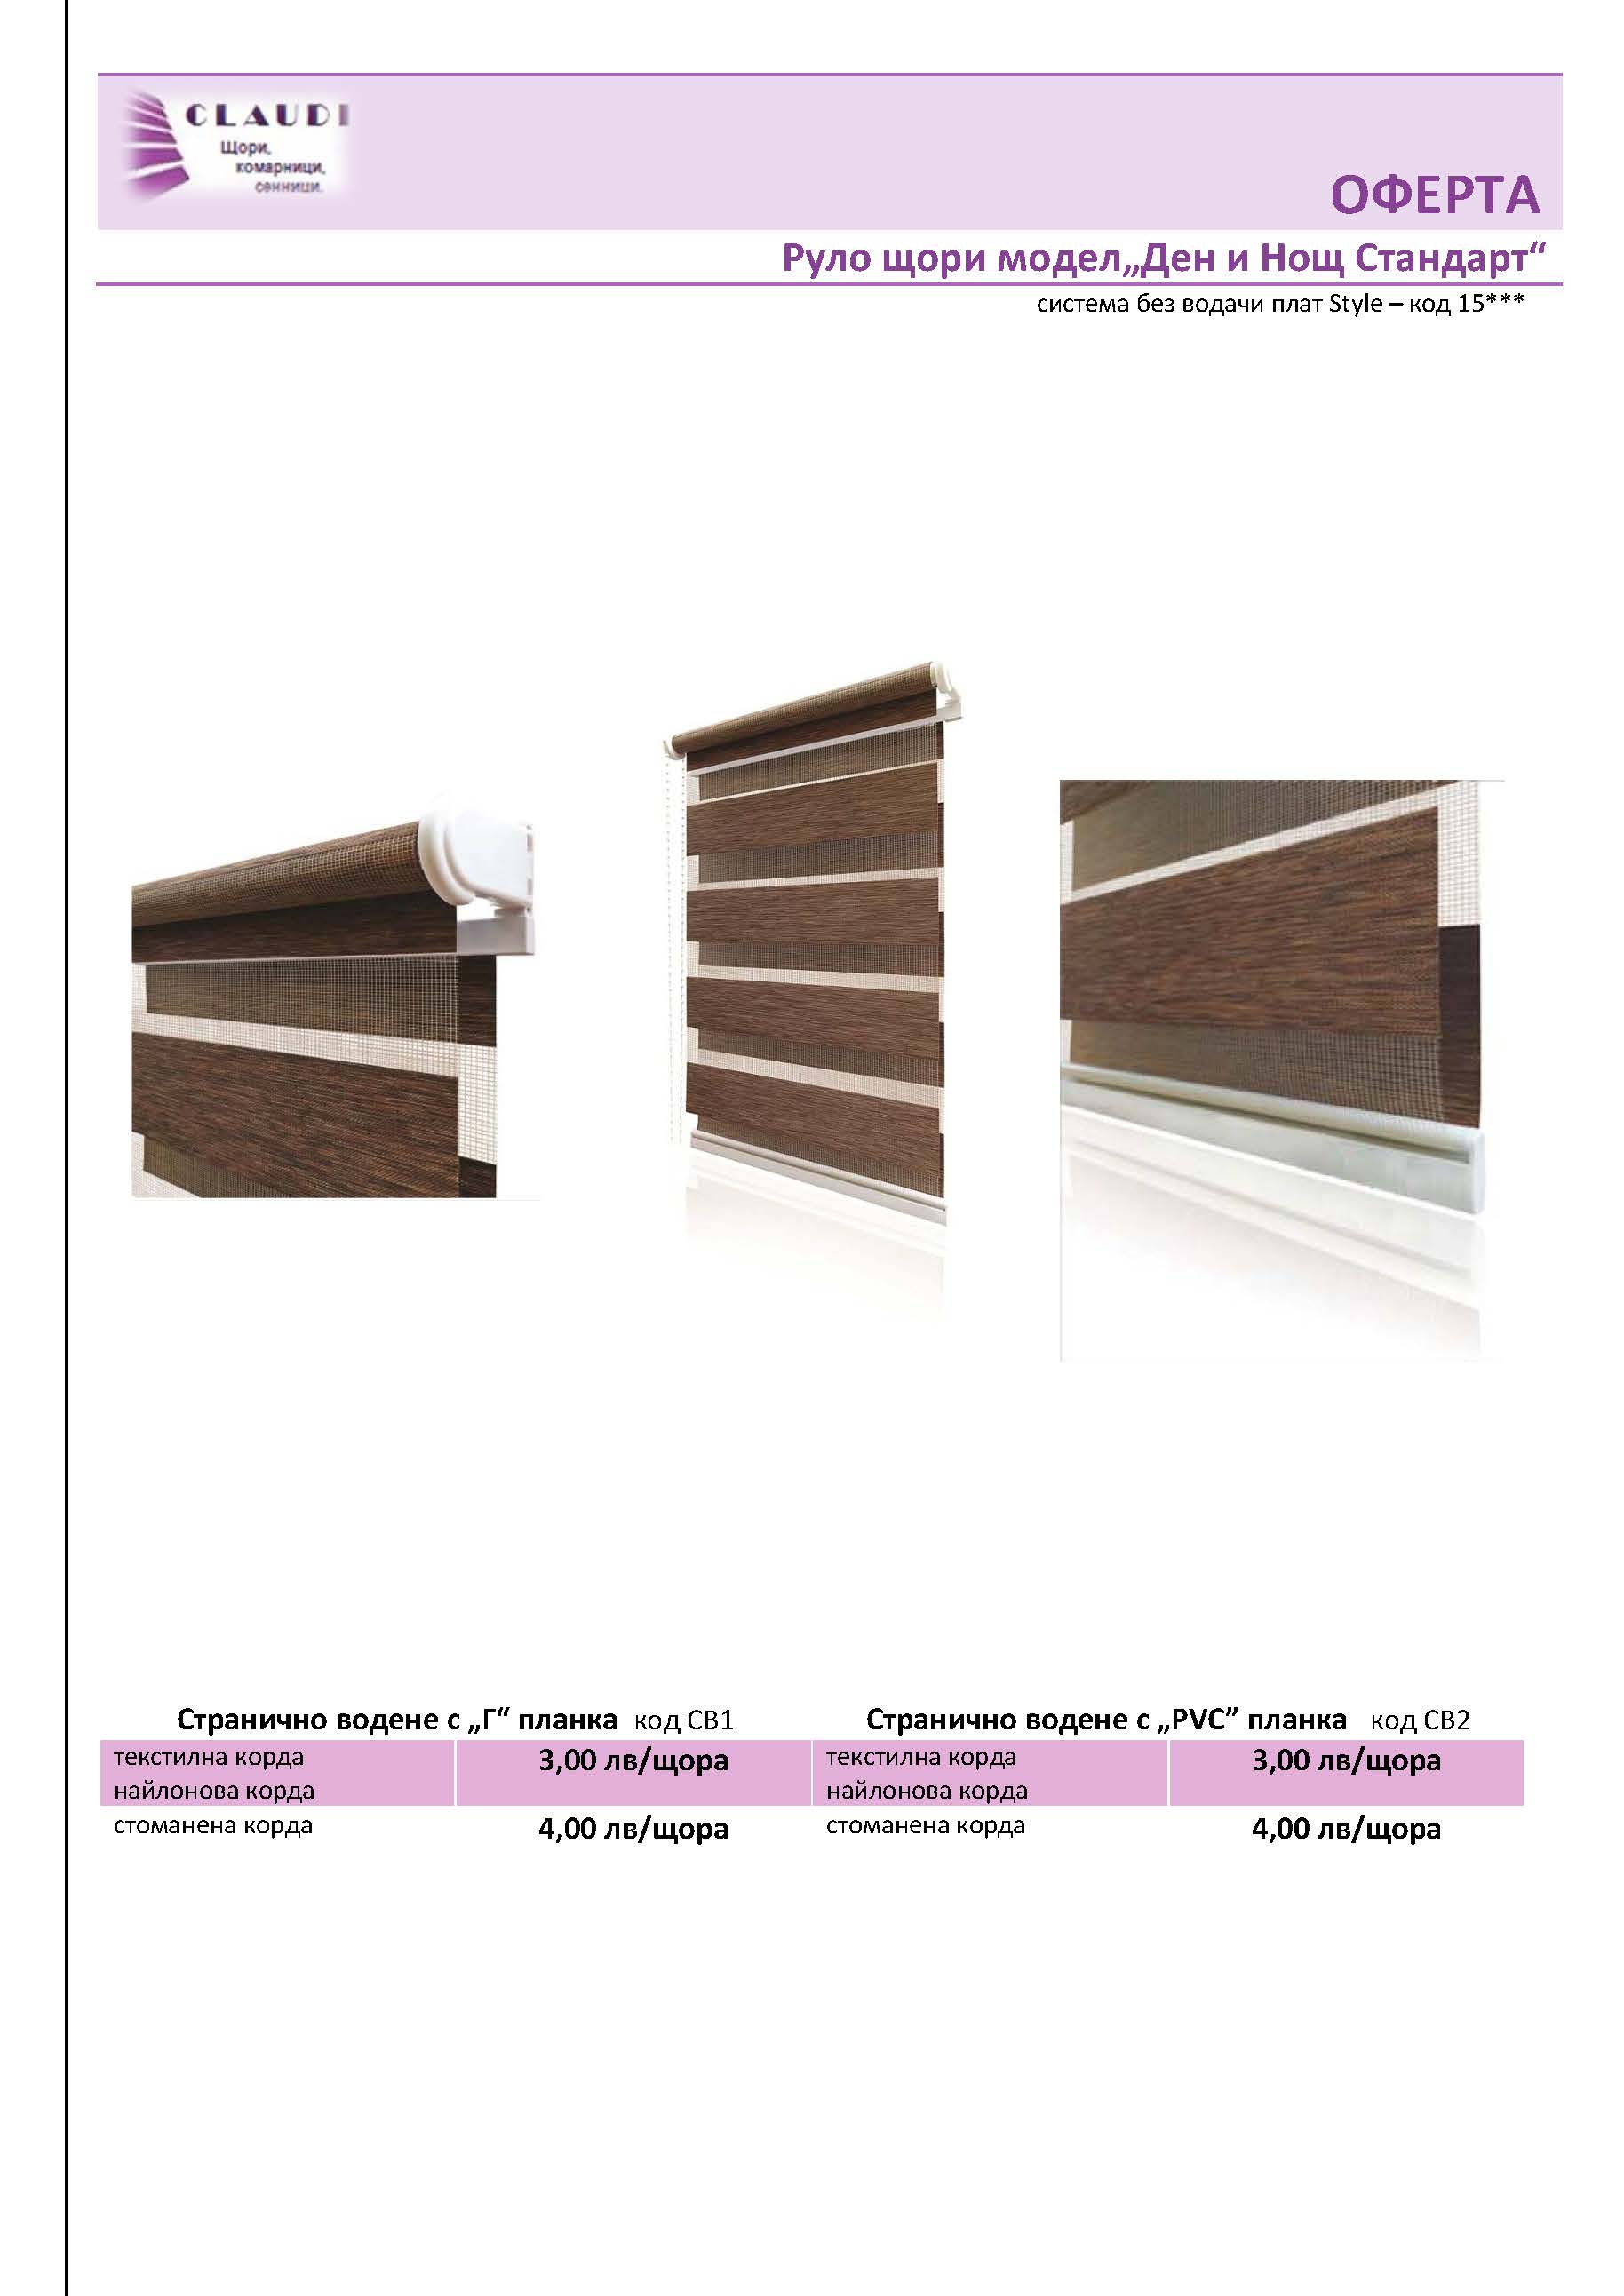 CLAUDI
Щори,
комарници,
сенници.
ОФЕРТА
Руло щори модел„Ден и Нощ Стандарт“
система без водачи плат Style – код 15***
Странично водене с „Г“ планка код СВ1
Странично водене с „PVC” планка код СВ2
текстилна корда
найлонова корда
3,00 лв/щора
текстилна корда
найлонова корда
3,00 лв/щора
стоманена корда
4,00 лв/щора
стоманена корда
4,00 лв/щора